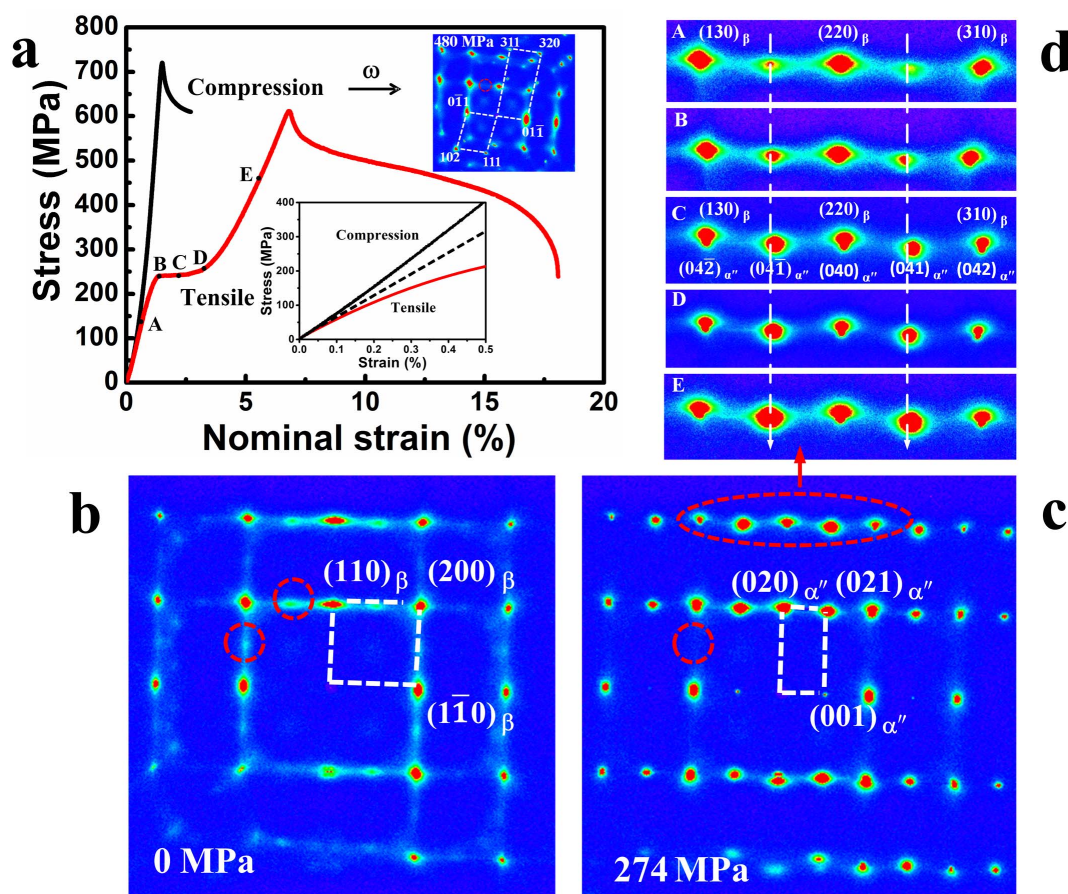 a
800
700
600
500
400
300
200
100
0
Stress (MPa)
0 5 10 15 20
Nominal strain (%)
Compression
ω
Tensile
A
B C D
E
480 MPa
311 320
01̅1 011̅
102 111
400
300
200
100
0
Stress (MPa)
Compression
Tensile
0.0 0.1 0.2 0.3 0.4 0.5
Strain (%)
d
A (130)β (220)β (310)β
B
C (130)β (220)β (310)β
(042̅)α″ (041̅)α″ (040)α″ (041)α″ (042)α″
D
E
b
(110)β (200)β
(11̅0)β
0 MPa
c
(020)α″ (021)α″
(001)α″
274 MPa